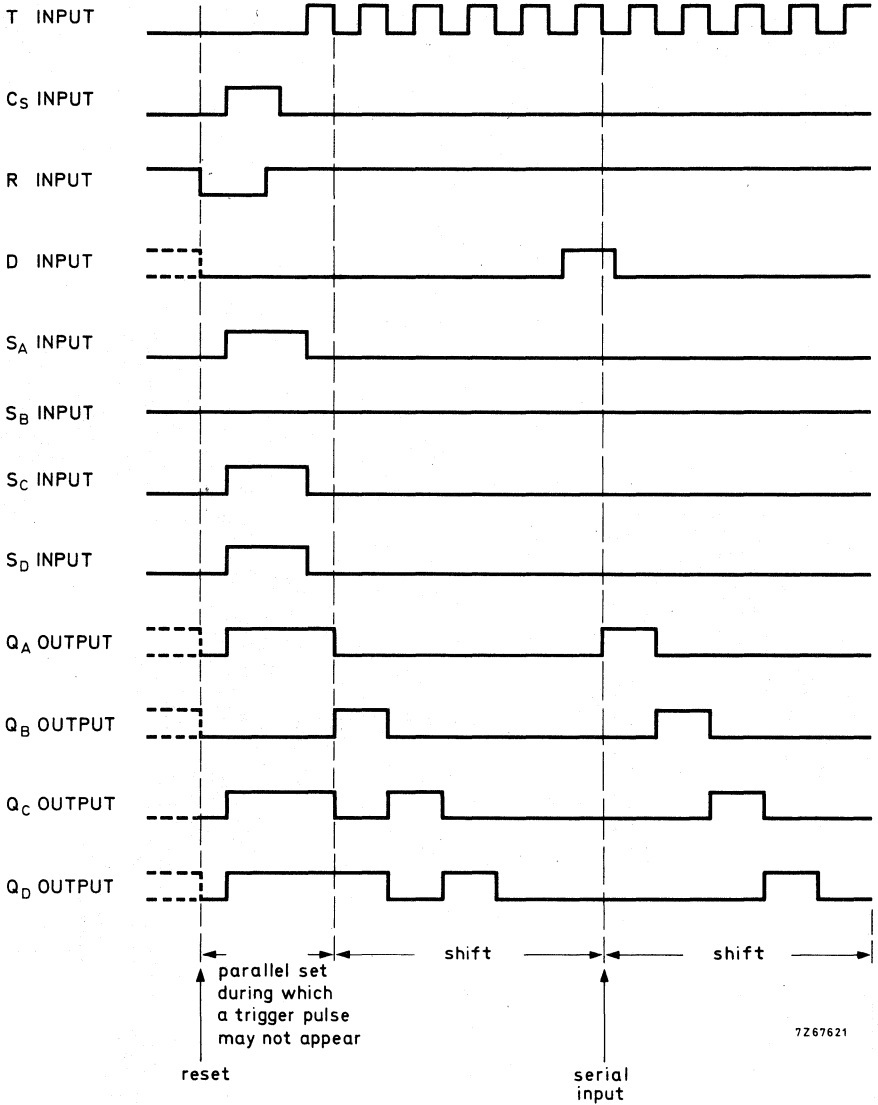 T INPUT
C_S INPUT
R INPUT
D INPUT
S_A INPUT
S_B INPUT
S_C INPUT
S_D INPUT
Q_A OUTPUT
Q_B OUTPUT
Q_C OUTPUT
Q_D OUTPUT
shift
shift
parallel set
during which
a trigger pulse
may not appear
7Z67621
reset
serial
input